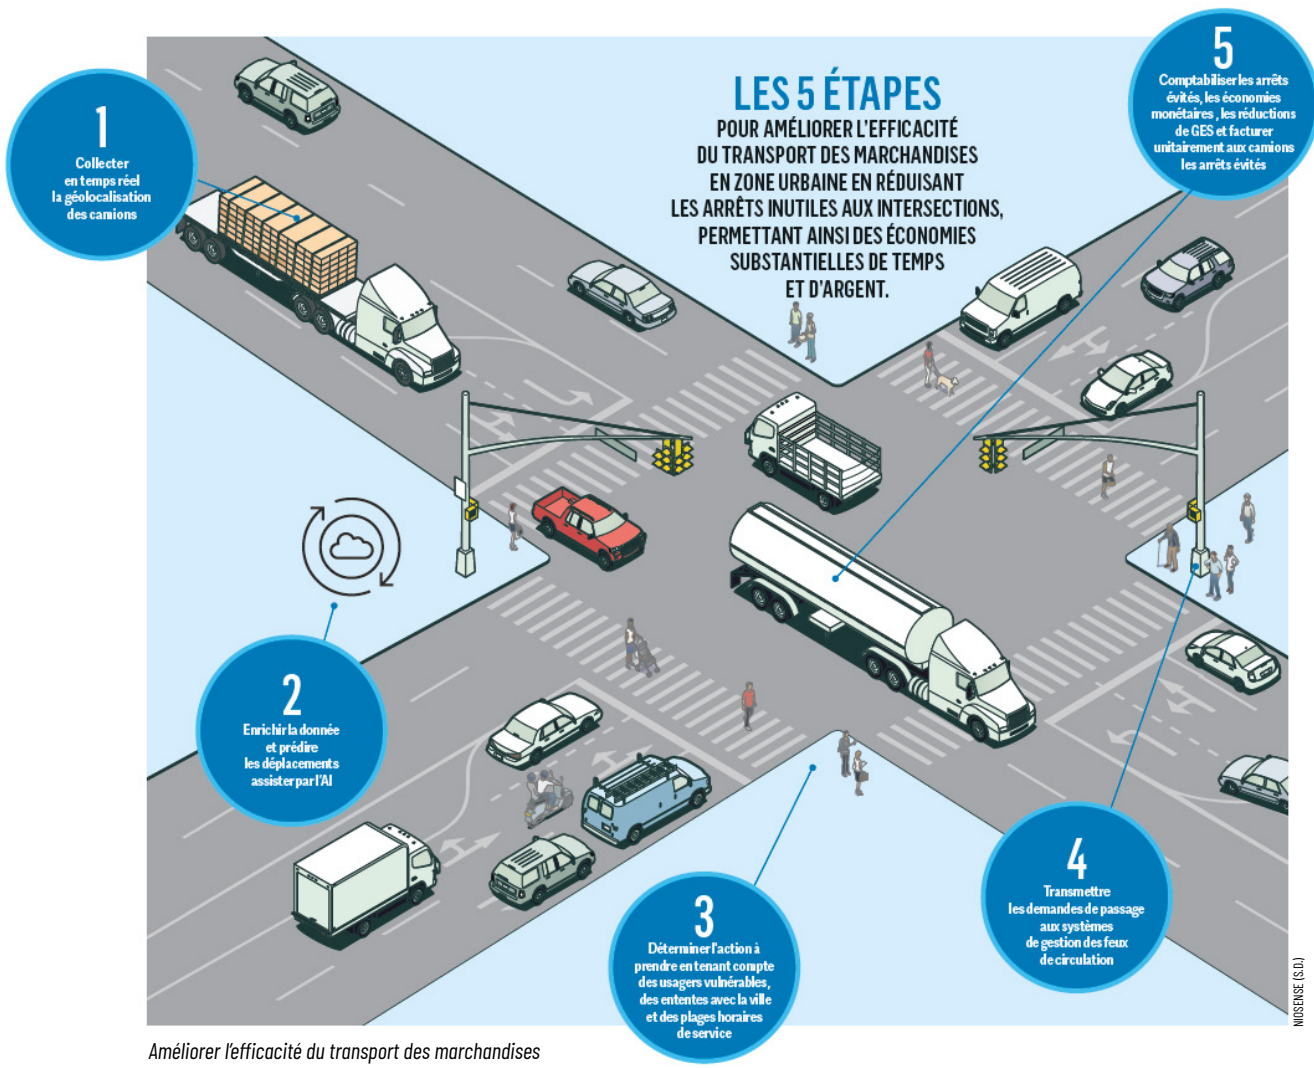 LES 5 ÉTAPES
POUR AMÉLIORER L'EFFICACITÉ
DU TRANSPORT DES MARCHANDISES
EN ZONE URBAINE EN RÉDUISANT
LES ARRÊTS INUTILES AUX INTERSECTIONS,
PERMETTANT AINSI DES ÉCONOMIES
SUBSTANTIELLES DE TEMPS
ET D'ARGENT.
1
Collecter
en temps réel
la géolocalisation
des camions
2
Enrichir la donnée
et prédire
les déplacements
assister par l'AI
3
Déterminer l'action à
prendre en tenant compte
des usagers vulnérables,
des ententes avec la ville
et des plages horaires
de service
4
Transmettre
les demandes de passage
aux systèmes
de gestion des feux
de circulation
5
Comptabiliser les arrêts
évités, les économies
monétaires , les réductions
de GES et facturer
unitairement aux camions
les arrêts évités
NIOSENSE (S.D.)
Améliorer l'efficacité du transport des marchandises